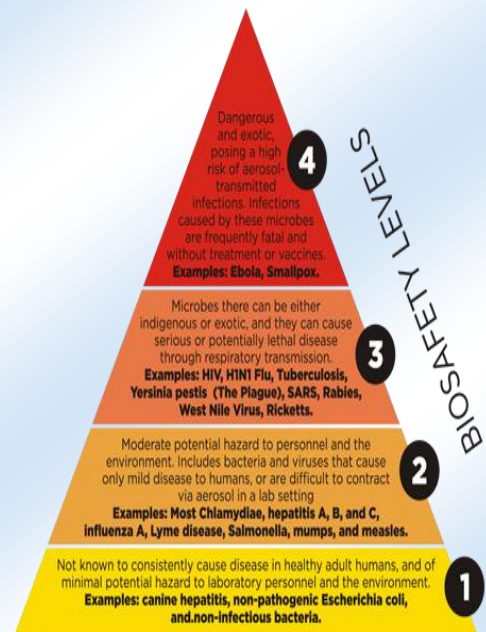 Dangerous
and exotic,
posing a high
risk of aerosol-
transmitted
infections. Infections
caused by these microbes
are frequently fatal and
without treatment or vaccines.
Examples: Ebola, Smallpox.
4
BIOSAFETY LEVELS
Microbes there can be either
indigenous or exotic, and they can cause
serious or potentially lethal disease
through respiratory transmission.
Examples: HIV, H1N1 Flu, Tuberculosis,
Yersinia pestis (The Plague), SARS, Rabies,
West Nile Virus, Ricketts.
3
Moderate potential hazard to personnel and the
environment. Includes bacteria and viruses that cause
only mild disease to humans, or are difficult to contract
via aerosol in a lab setting
Examples: Most Chlamydiae, hepatitis A, B, and C,
influenza A, Lyme disease, Salmonella, mumps, and measles.
2
Not known to consistently cause disease in healthy adult humans, and of
minimal potential hazard to laboratory personnel and the environment.
Examples: canine hepatitis, non-pathogenic Escherichia coli,
and.non-infectious bacteria.
1